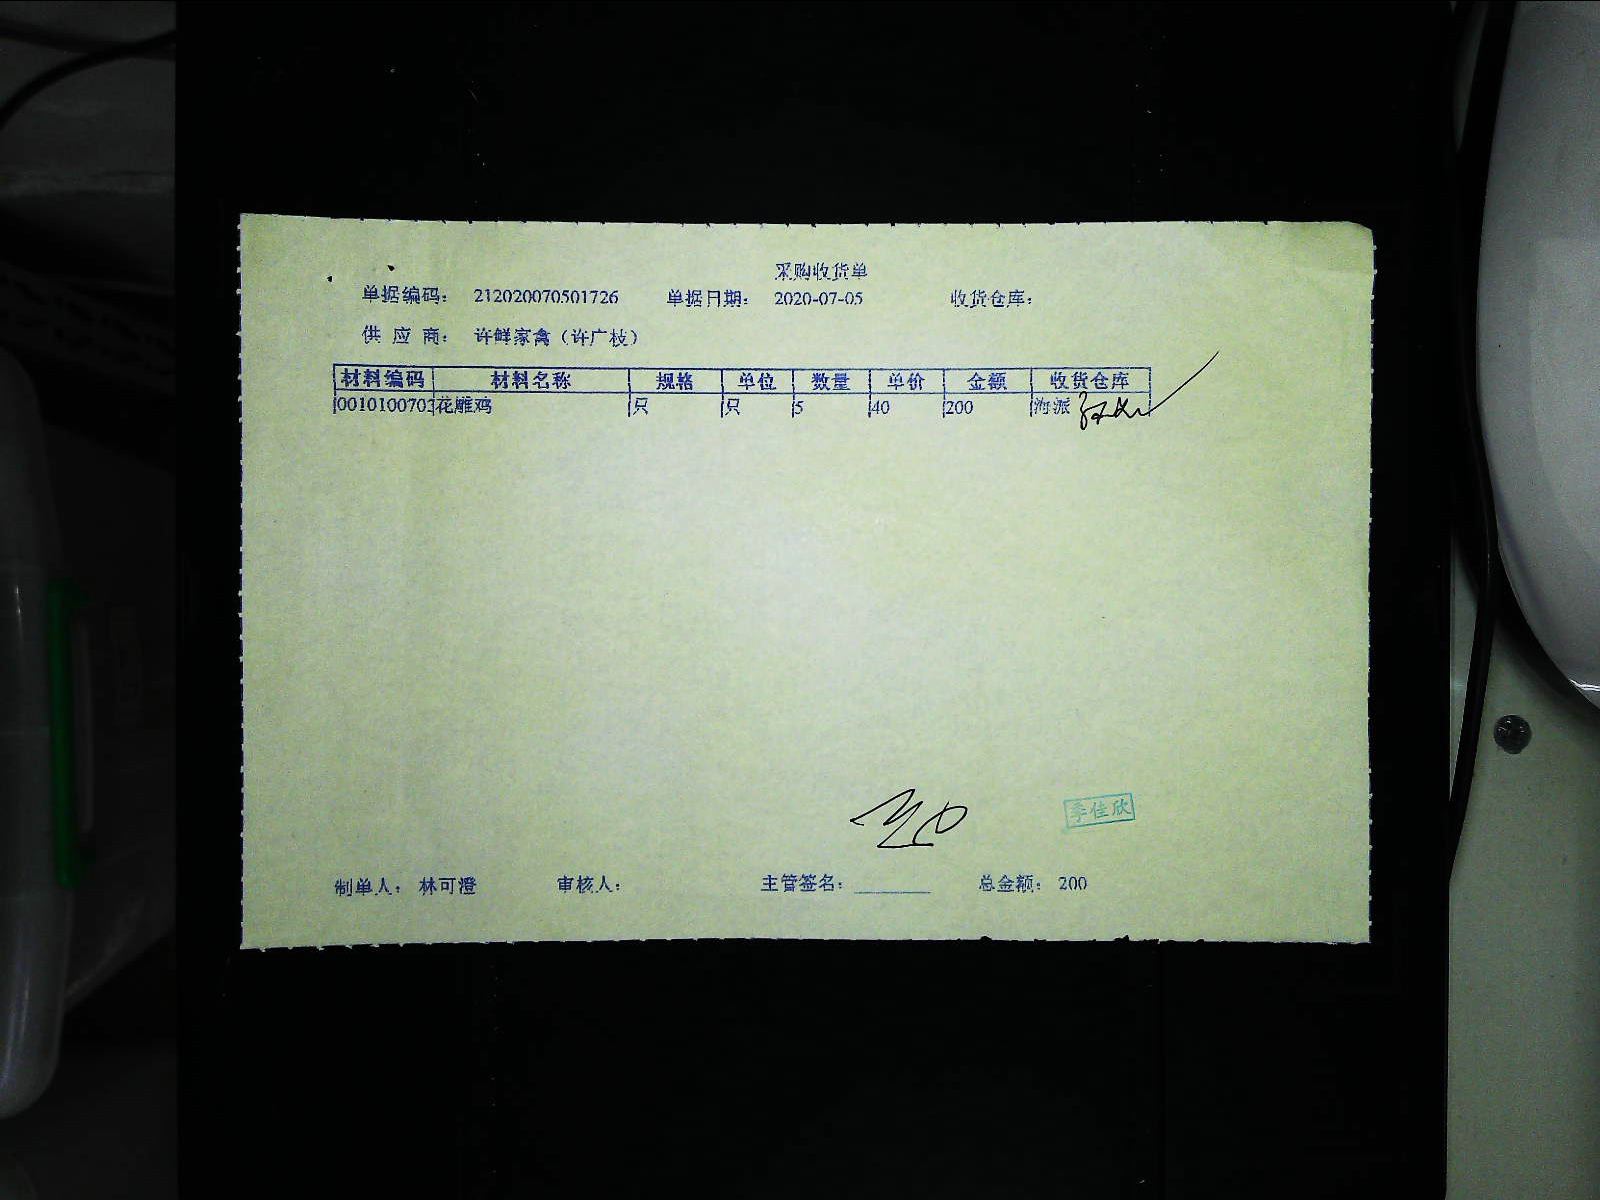 采购收货单
单据编码： 212020070501726 单据日期： 2020-07-05 收货仓库：
供 应 商： 许鲜家禽（许广枝）
材料编码 材料名称 规格 单位 数量 单价 金额 收货仓库
0010100703 花雕鸡 只 只 5 40 200 海派
李佳欣
制单人： 林可澄 审核人： 主管签名： 总金额： 200